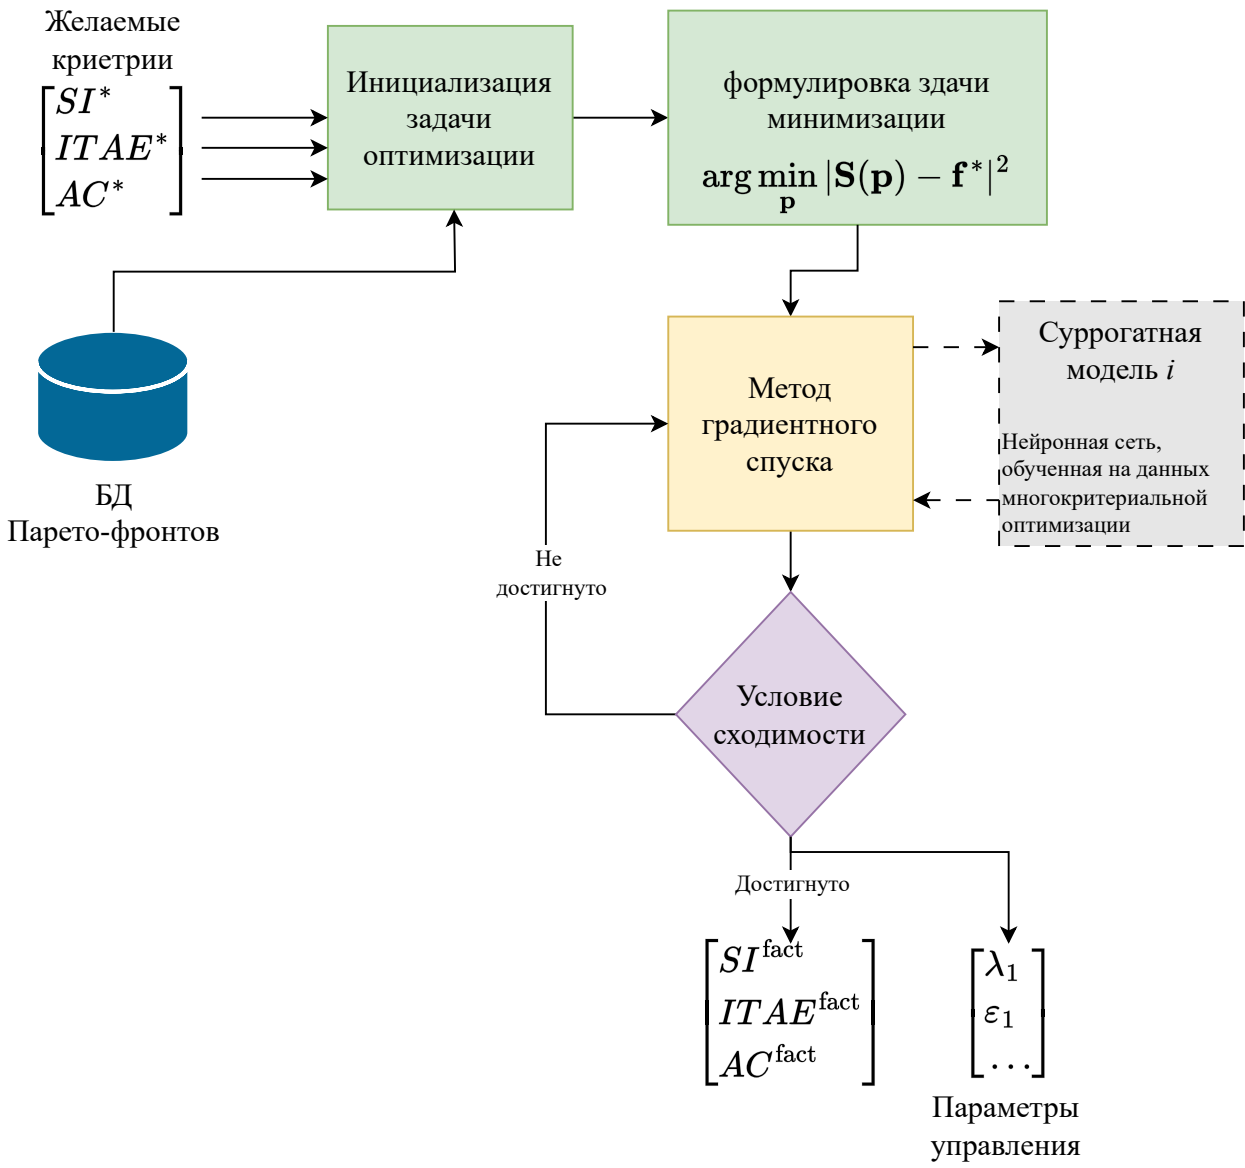 Желаемые
криетрии
SI*
ITAE*
AC*
Инициализация
задачи
оптимизации
формулировка здачи
минимизации
arg min |S(p) − f*|²
p
БД
Парето-фронтов
Метод
градиентного
спуска
Суррогатная
модель i
Нейронная сеть,
обученная на данных
многокритериальной
оптимизации
Не
достигнуто
Условие
сходимости
Достигнуто
SI^fact
ITAE^fact
AC^fact
λ₁
ε₁
...
Параметры
управления